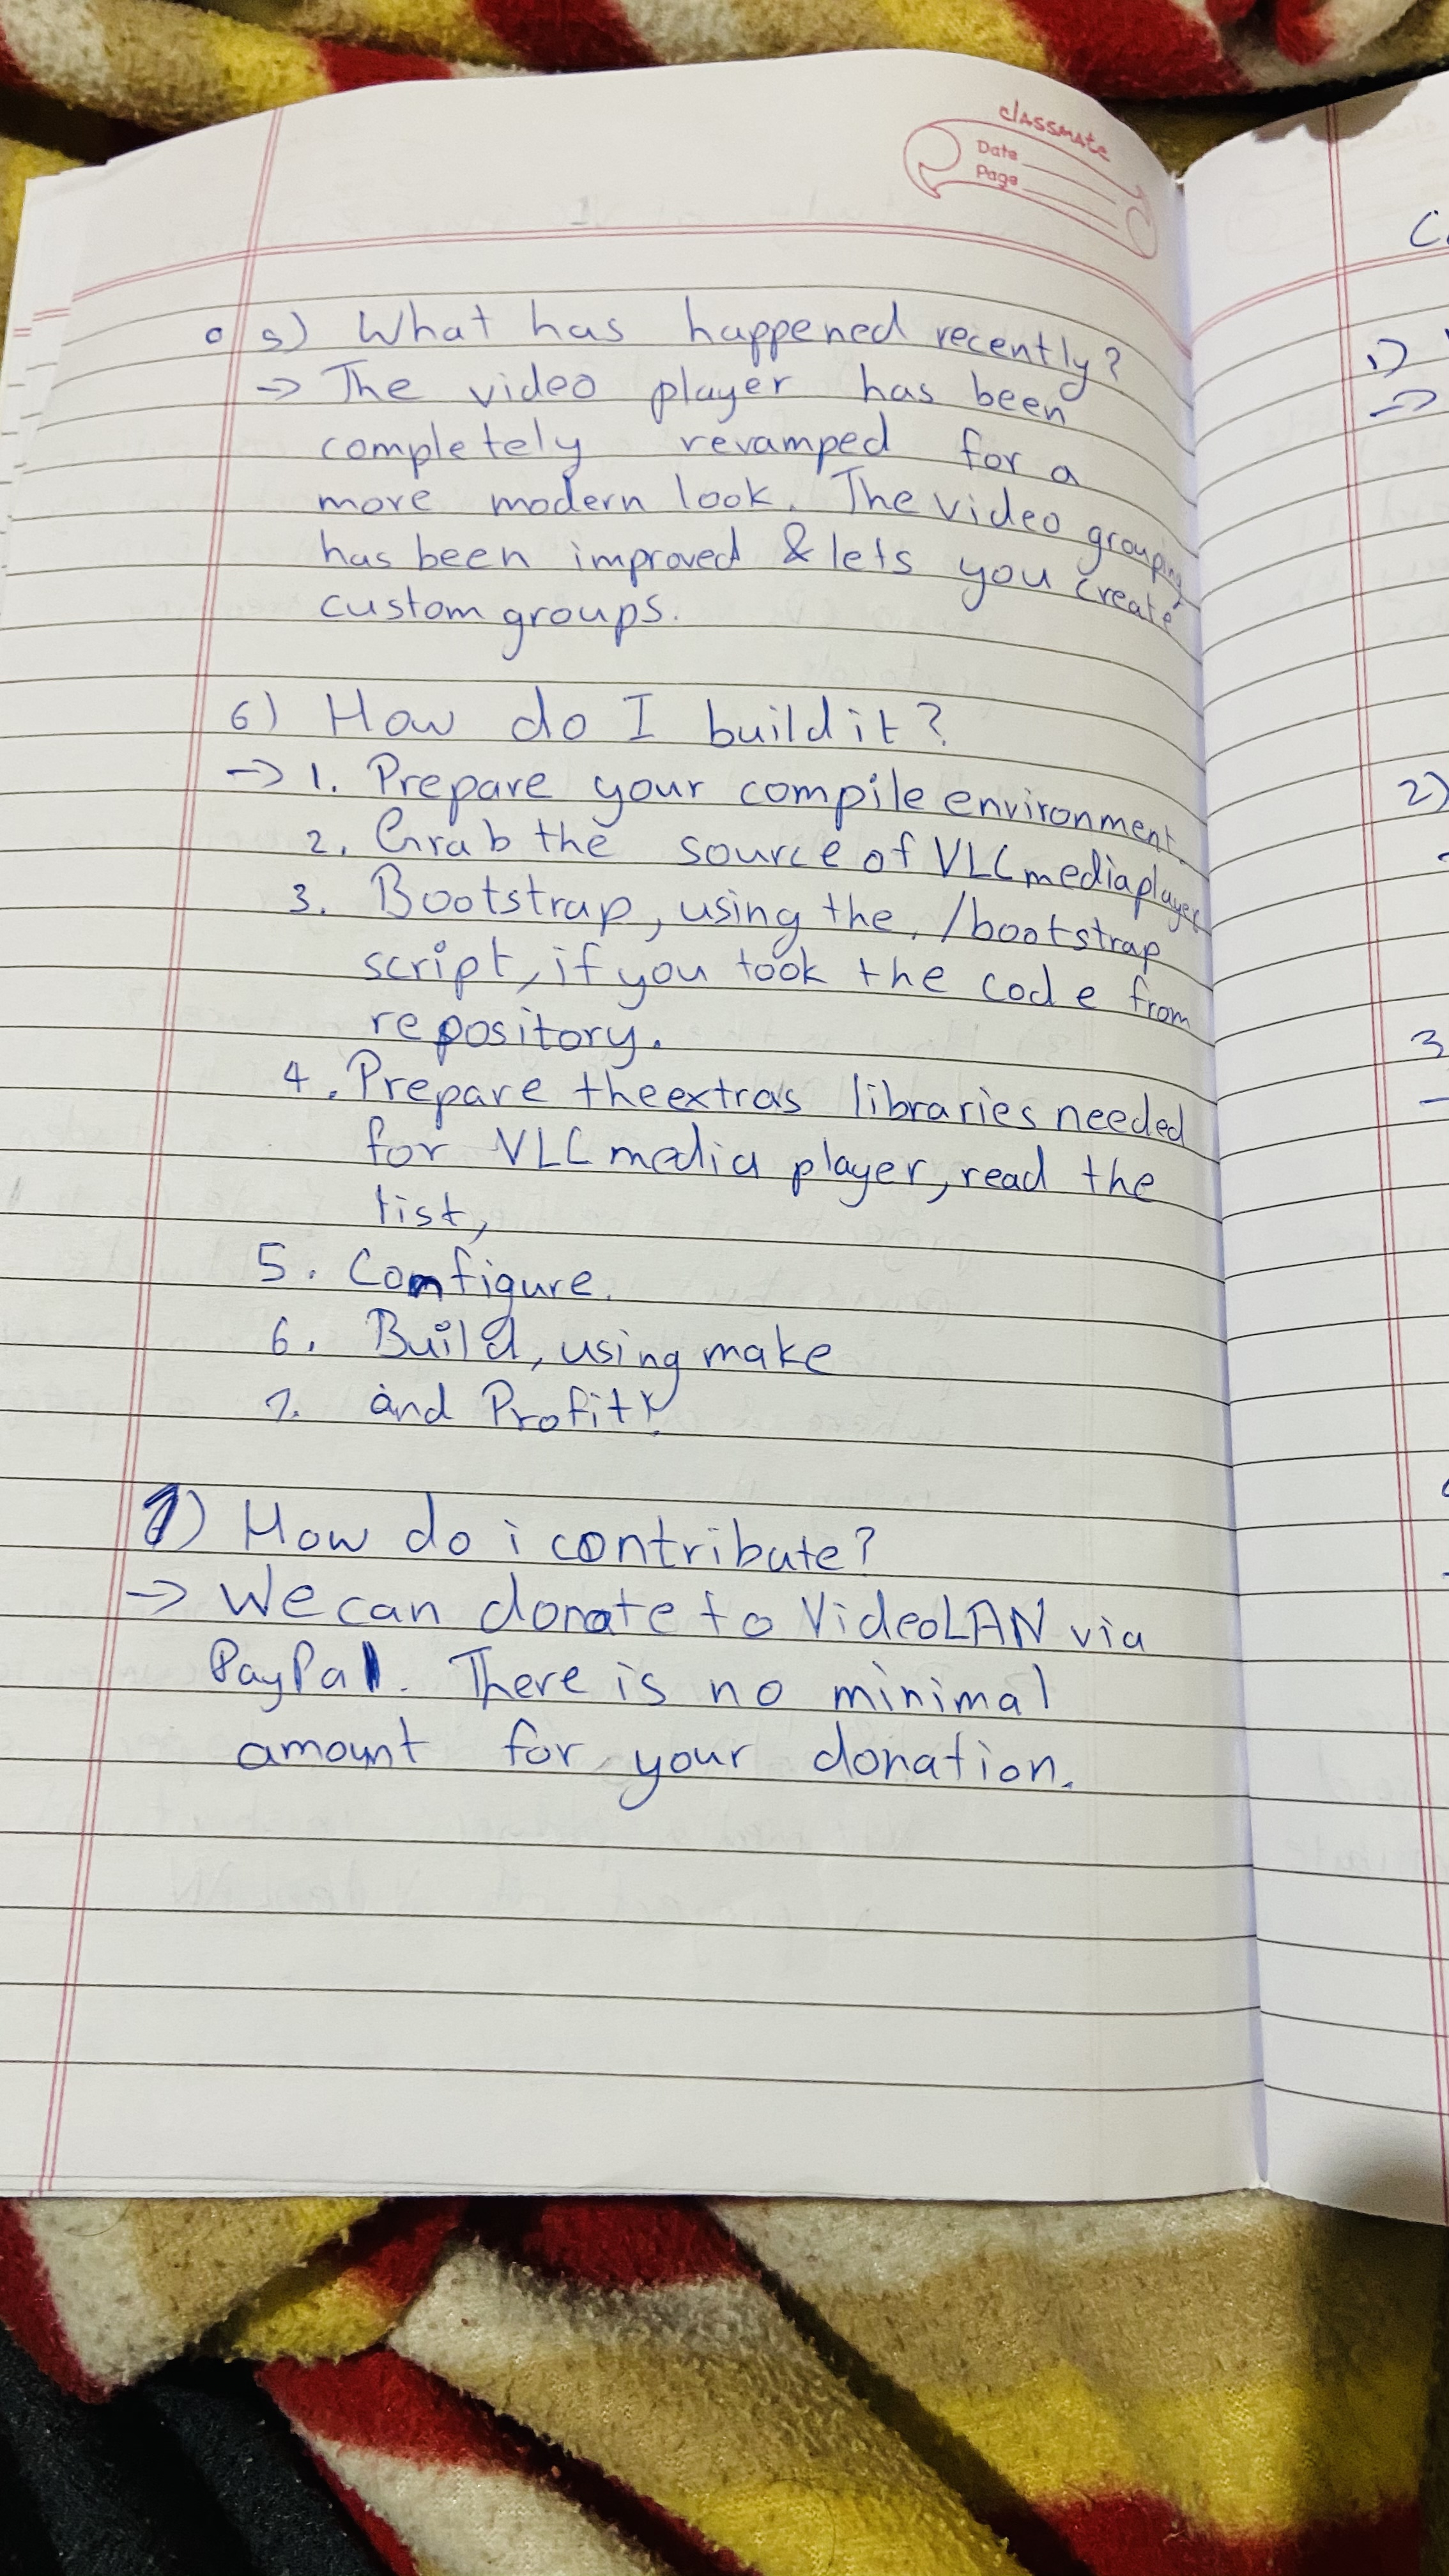 classmate
Date
Page
5) What has happened recently?
→ The video player has been
completely revamped for a
more modern look. The video grouping
has been improved & lets you create
custom groups.
6) How do I build it?
→ 1. Prepare your compile environment.
2. Grab the source of VLC mediaplayer
3. Bootstrap, using the ./bootstrap
script, if you took the code from
repository.
4. Prepare the extras libraries needed
for VLC media player, read the
list,
5. Configure.
6. Build, using make
7. and Profit!
7) How do i contribute?
→ We can donate to VideoLAN via
PayPal. There is no minimal
amount for your donation.
1)
→
2)
3